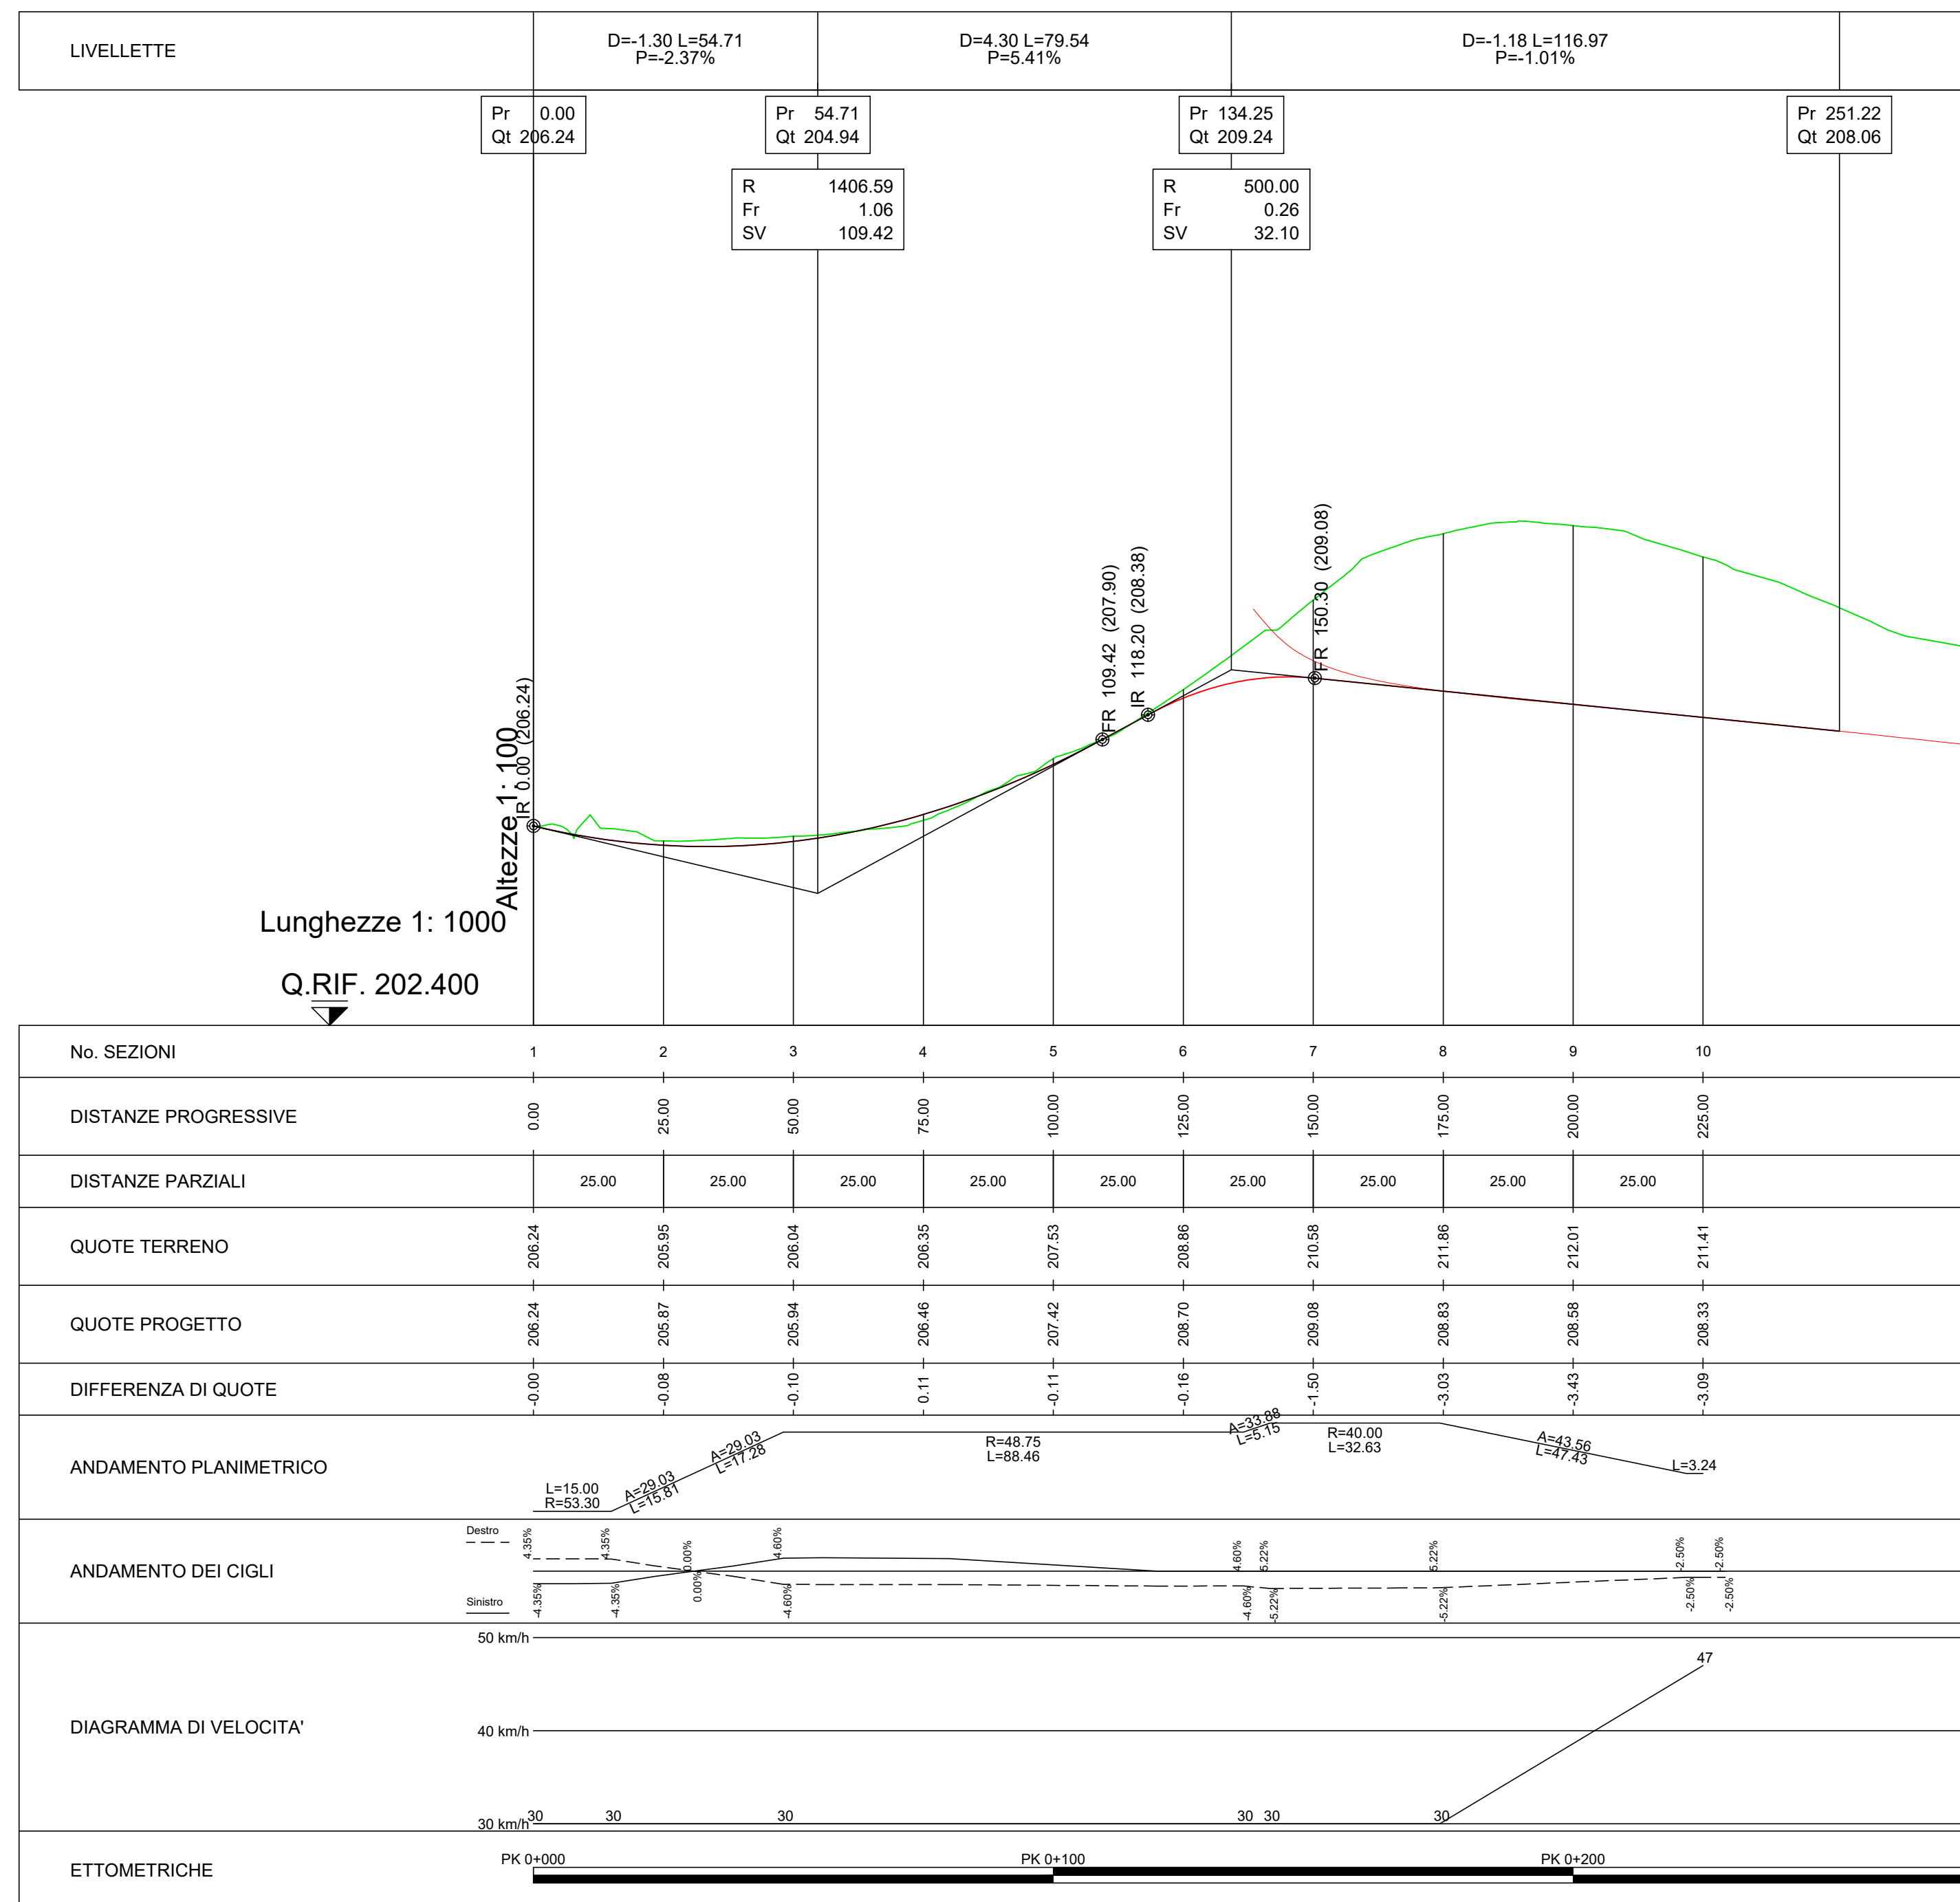 LIVELLETTE
D=-1.30 L=54.71
P=-2.37%
D=4.30 L=79.54
P=5.41%
D=-1.18 L=116.97
P=-1.01%
Pr 0.00
Qt 206.24
Pr 54.71
Qt 204.94
Pr 134.25
Qt 209.24
Pr 251.22
Qt 208.06
R 1406.59
Fr 1.06
SV 109.42
R 500.00
Fr 0.26
SV 32.10
IR 0.00 (206.24)
FR 109.42 (207.90)
IR 118.20 (208.38)
FR 150.30 (209.08)
Altezze 1: 100
Lunghezze 1: 1000
Q.RIF. 202.400
No. SEZIONI 1 2 3 4 5 6 7 8 9 10
DISTANZE PROGRESSIVE 0.00 25.00 50.00 75.00 100.00 125.00 150.00 175.00 200.00 225.00
DISTANZE PARZIALI 25.00 25.00 25.00 25.00 25.00 25.00 25.00 25.00 25.00
QUOTE TERRENO 206.24 205.95 206.04 206.35 207.53 208.86 210.58 211.86 212.01 211.41
QUOTE PROGETTO 206.24 205.87 205.94 206.46 207.42 208.70 209.08 208.83 208.58 208.33
DIFFERENZA DI QUOTE -0.00 -0.08 -0.10 0.11 -0.11 -0.16 -1.50 -3.03 -3.43 -3.09
ANDAMENTO PLANIMETRICO
L=15.00
R=53.30
A=29.03
L=15.81
A=29.03
L=17.28
R=48.75
L=88.46
A=33.88
L=5.15
R=40.00
L=32.63
A=43.56
L=47.43
L=3.24
ANDAMENTO DEI CIGLI
Destro
4.35% 4.35% 0.00% 4.60% 4.60% 5.22% 5.22% -2.50% -2.50%
Sinistro
-4.35% -4.35% 0.00% -4.60% -4.60% -5.22% -5.22% -2.50% -2.50%
DIAGRAMMA DI VELOCITA'
50 km/h
47
40 km/h
30 km/h
30 30 30 30 30 30
ETTOMETRICHE
PK 0+000 PK 0+100 PK 0+200